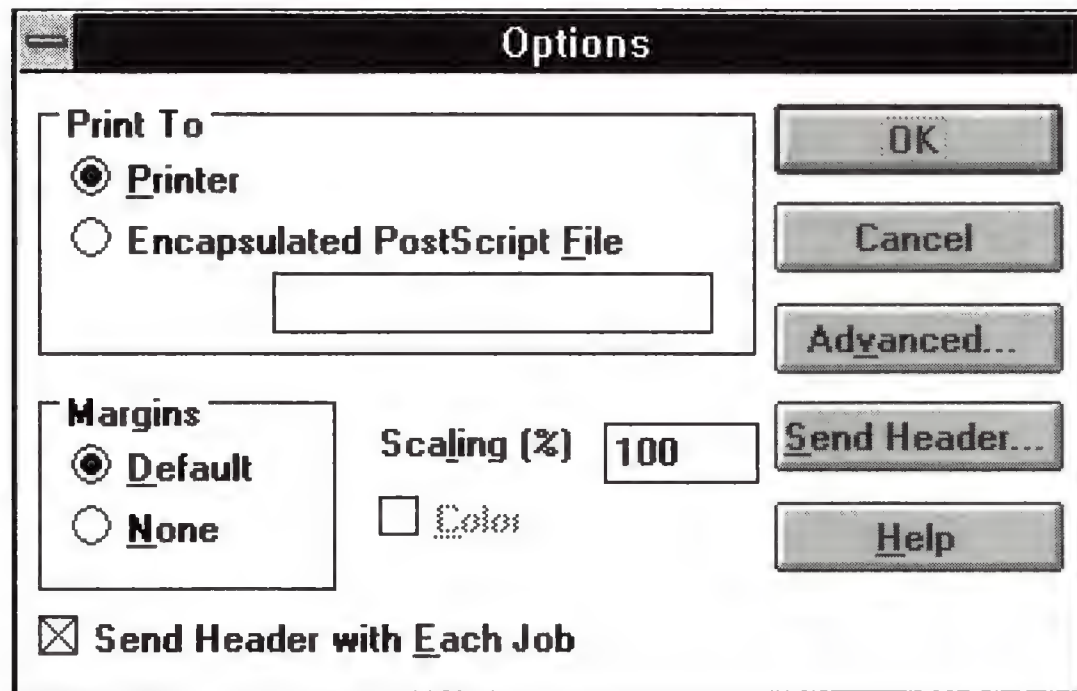 Options
Print To
Printer
Encapsulated PostScript File
OK
Cancel
Advanced...
Margins
Default
None
Scaling (%) 100
Color
Send Header...
Help
Send Header with Each Job